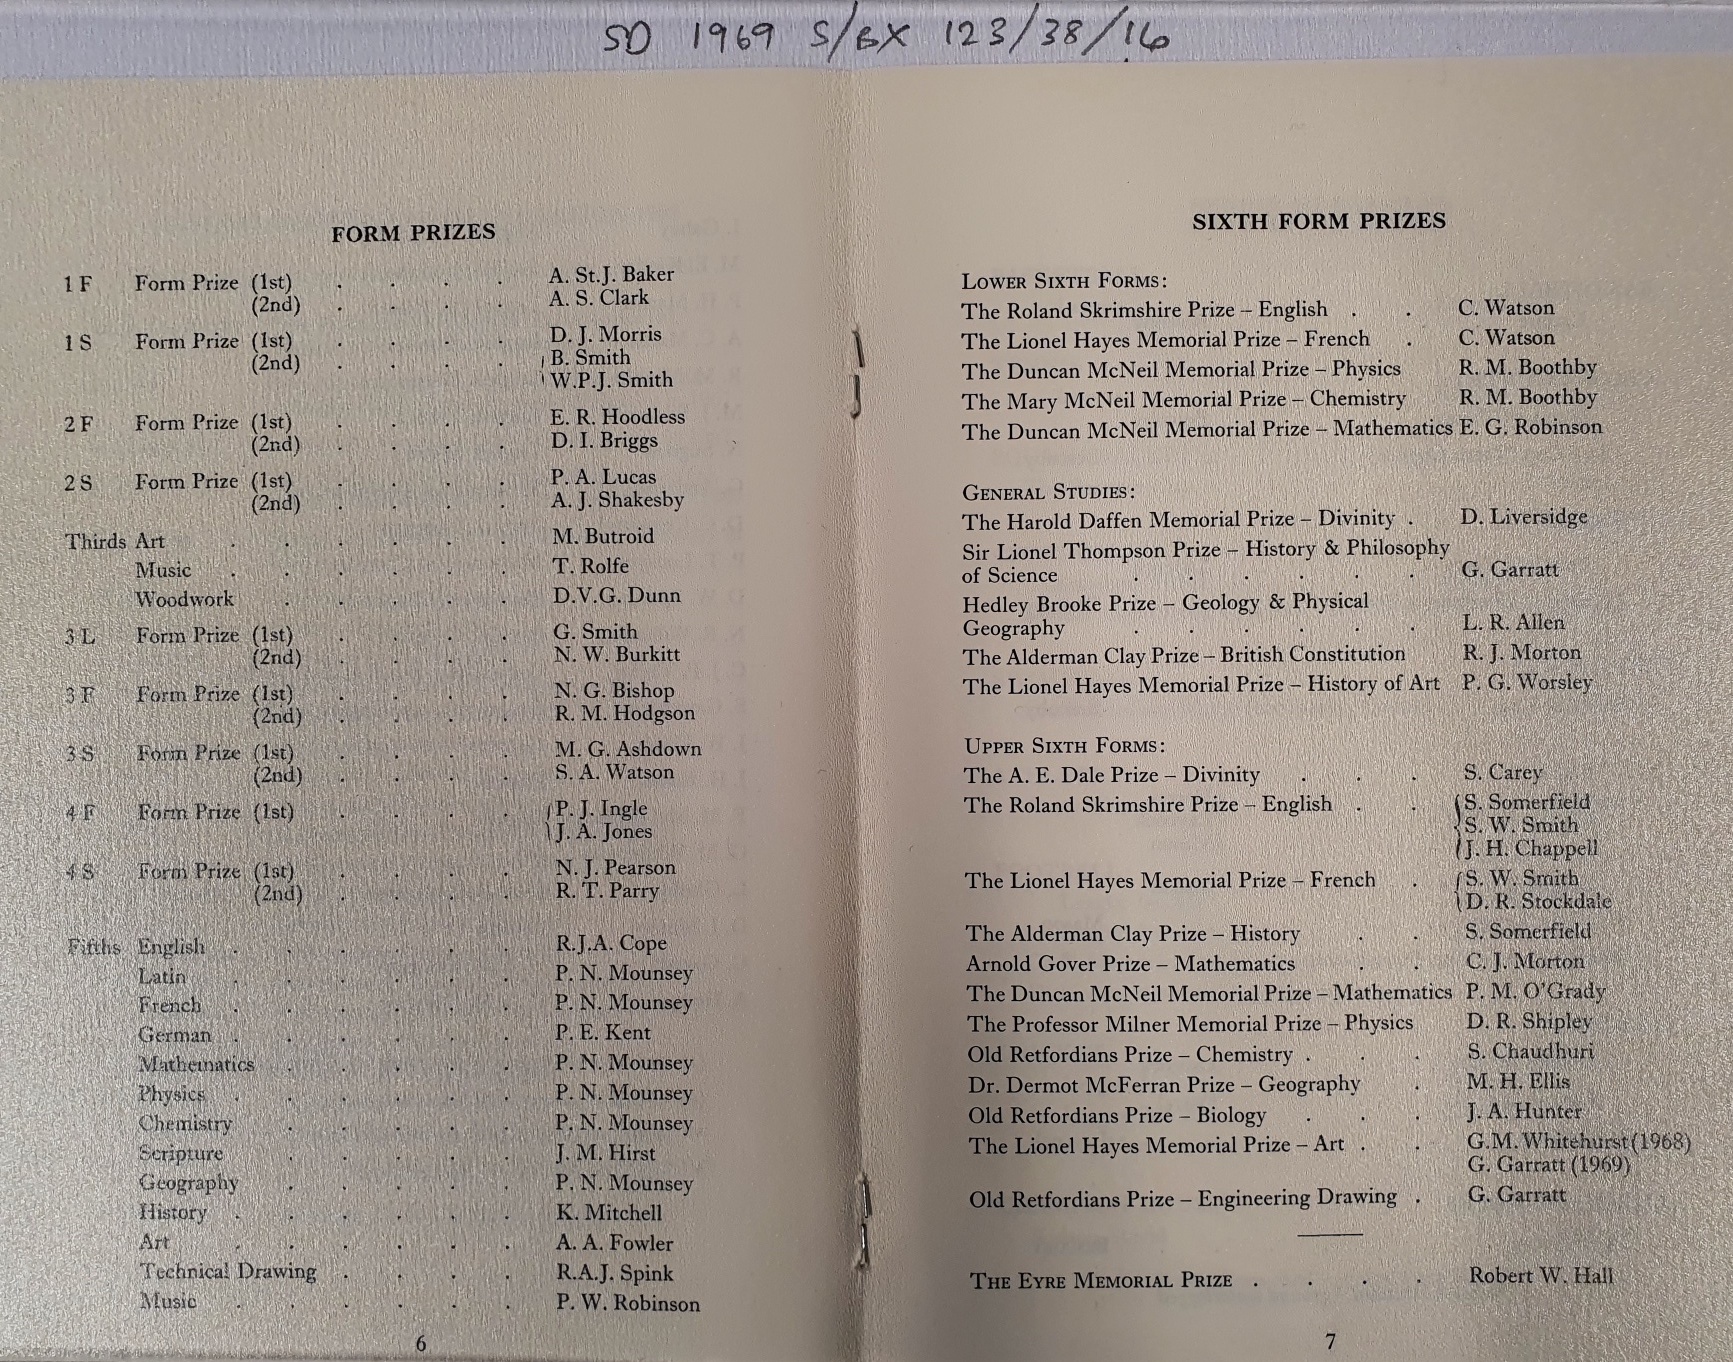 SD 1969 S/BX 123/38/16
FORM PRIZES
1 F Form Prize (1st) . . . . A. St.J. Baker
(2nd) . . . . A. S. Clark
1 S Form Prize (1st) . . . . D. J. Morris
(2nd) . . . . B. Smith
W.P.J. Smith
2 F Form Prize (1st) . . . . E. R. Hoodless
(2nd) . . . . D. I. Briggs
2 S Form Prize (1st) . . . . P. A. Lucas
(2nd) . . . . A. J. Shakesby
Thirds Art . . . . . . M. Butroid
Music . . . . . . T. Rolfe
Woodwork . . . . . D.V.G. Dunn
3 L Form Prize (1st) . . . . G. Smith
(2nd) . . . . N. W. Burkitt
3 F Form Prize (1st) . . . . N. G. Bishop
(2nd) . . . . R. M. Hodgson
3 S Form Prize (1st) . . . . M. G. Ashdown
(2nd) . . . . S. A. Watson
4 F Form Prize (1st) . . . . P. J. Ingle
J. A. Jones
4 S Form Prize (1st) . . . . N. J. Pearson
(2nd) . . . . R. T. Parry
Fifths English . . . . . . R.J.A. Cope
Latin . . . . . . P. N. Mounsey
French . . . . . . P. N. Mounsey
German . . . . . . P. E. Kent
Mathematics . . . . . P. N. Mounsey
Physics . . . . . . P. N. Mounsey
Chemistry . . . . . P. N. Mounsey
Scripture . . . . . J. M. Hirst
Geography . . . . . P. N. Mounsey
History . . . . . . K. Mitchell
Art . . . . . . A. A. Fowler
Technical Drawing . . . . R.A.J. Spink
Music . . . . . . P. W. Robinson
6
SIXTH FORM PRIZES
LOWER SIXTH FORMS:
The Roland Skrimshire Prize – English . . C. Watson
The Lionel Hayes Memorial Prize – French . C. Watson
The Duncan McNeil Memorial Prize – Physics R. M. Boothby
The Mary McNeil Memorial Prize – Chemistry R. M. Boothby
The Duncan McNeil Memorial Prize – Mathematics E. G. Robinson
GENERAL STUDIES:
The Harold Daffen Memorial Prize – Divinity . D. Liversidge
Sir Lionel Thompson Prize – History & Philosophy
of Science . . . . . . G. Garratt
Hedley Brooke Prize – Geology & Physical
Geography . . . . . . L. R. Allen
The Alderman Clay Prize – British Constitution R. J. Morton
The Lionel Hayes Memorial Prize – History of Art P. G. Worsley
UPPER SIXTH FORMS:
The A. E. Dale Prize – Divinity . . . S. Carey
The Roland Skrimshire Prize – English . . S. Somerfield
S. W. Smith
J. H. Chappell
The Lionel Hayes Memorial Prize – French . S. W. Smith
D. R. Stockdale
The Alderman Clay Prize – History . . S. Somerfield
Arnold Gover Prize – Mathematics . . C. J. Morton
The Duncan McNeil Memorial Prize – Mathematics P. M. O'Grady
The Professor Milner Memorial Prize – Physics D. R. Shipley
Old Retfordians Prize – Chemistry . . . S. Chaudhuri
Dr. Dermot McFerran Prize – Geography . M. H. Ellis
Old Retfordians Prize – Biology . . . J. A. Hunter
The Lionel Hayes Memorial Prize – Art . . G.M. Whitehurst (1968)
G. Garratt (1969)
Old Retfordians Prize – Engineering Drawing . G. Garratt
THE EYRE MEMORIAL PRIZE . . . . Robert W. Hall
7